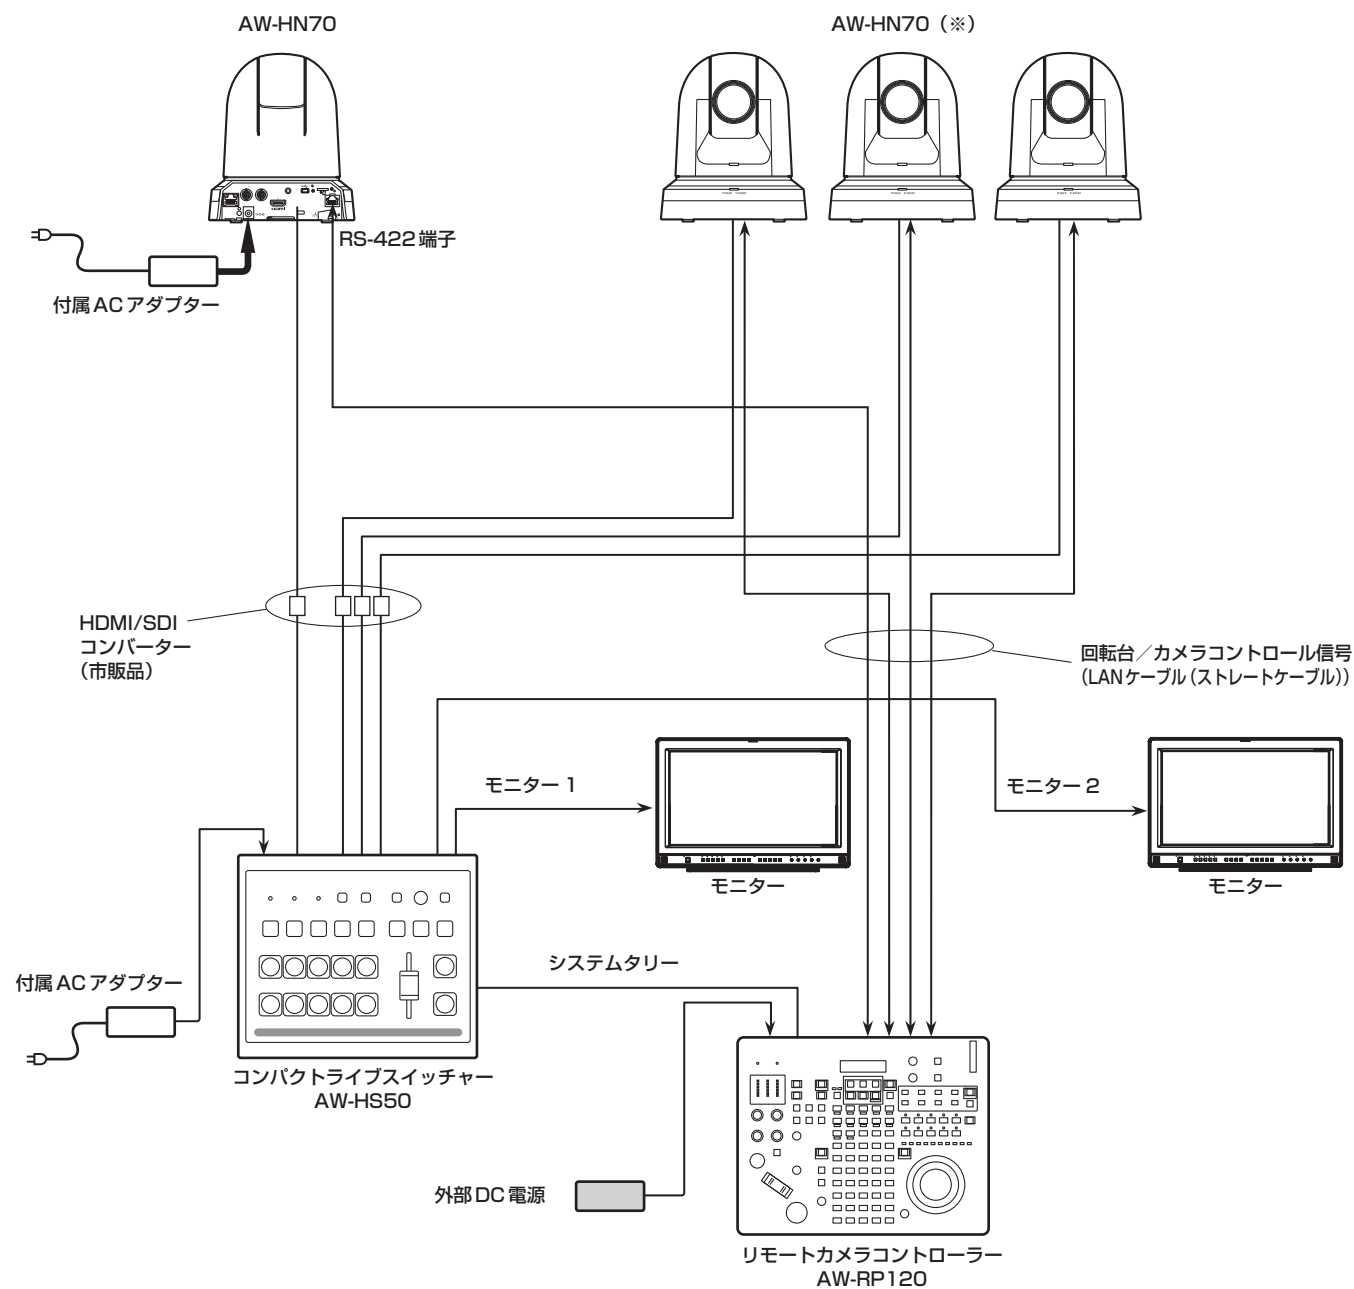 AW-HN70
AW-HN70（※）
RS-422端子
付属ACアダプター
HDMI/SDI
コンバーター
（市販品）
回転台／カメラコントロール信号
（LANケーブル（ストレートケーブル））
モニター1
モニター2
モニター
モニター
付属ACアダプター
システムタリー
コンパクトライブスイッチャー
AW-HS50
外部DC電源
リモートカメラコントローラー
AW-RP120